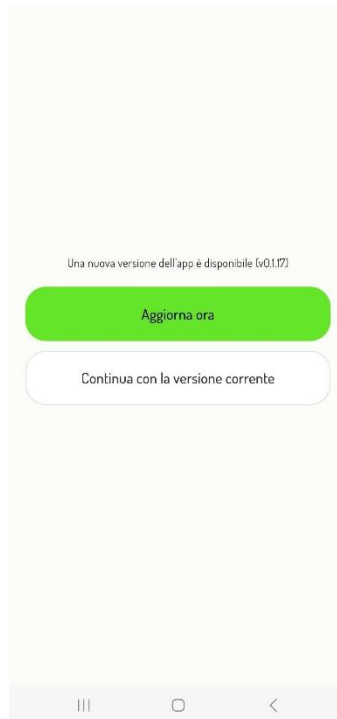 Una nuova versione dell'app è disponibile (v0.1.17)
Aggiorna ora
Continua con la versione corrente